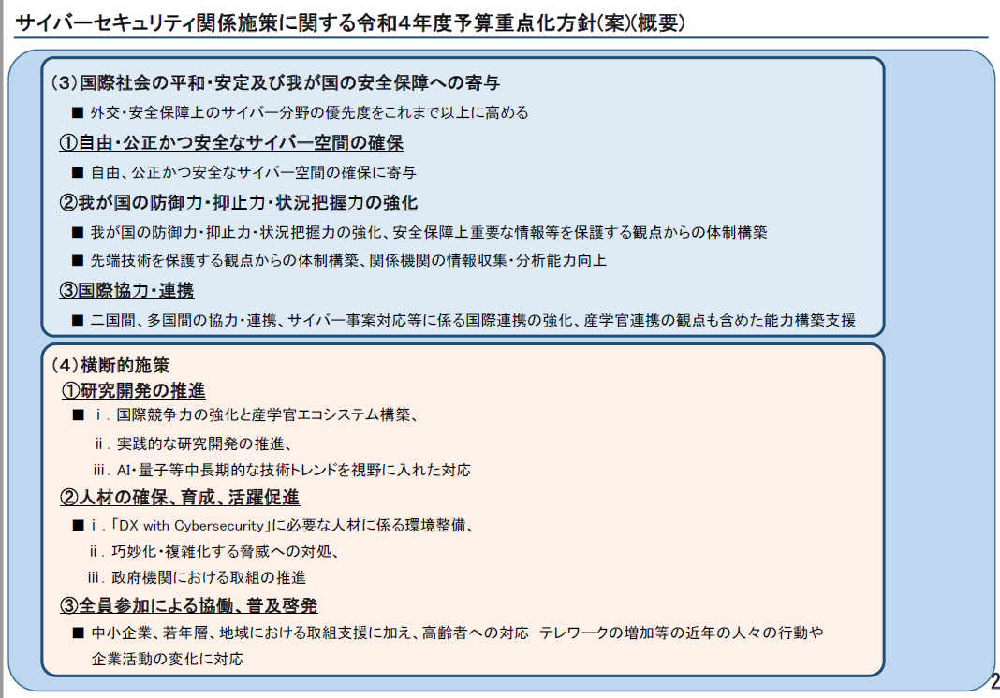 サイバーセキュリティ関係施策に関する令和４年度予算重点化方針(案)(概要)
（３）国際社会の平和・安定及び我が国の安全保障への寄与
■ 外交・安全保障上のサイバー分野の優先度をこれまで以上に高める
①自由・公正かつ安全なサイバー空間の確保
■ 自由、公正かつ安全なサイバー空間の確保に寄与
②我が国の防御力・抑止力・状況把握力の強化
■ 我が国の防御力・抑止力・状況把握力の強化、安全保障上重要な情報等を保護する観点からの体制構築
■ 先端技術を保護する観点からの体制構築、関係機関の情報収集・分析能力向上
③国際協力・連携
■ 二国間、多国間の協力・連携、サイバー事案対応等に係る国際連携の強化、産学官連携の観点も含めた能力構築支援
（４）横断的施策
①研究開発の推進
■ ⅰ．国際競争力の強化と産学官エコシステム構築、
ⅱ．実践的な研究開発の推進、
ⅲ．AI・量子等中長期的な技術トレンドを視野に入れた対応
②人材の確保、育成、活躍促進
■ ⅰ．「DX with Cybersecurity」に必要な人材に係る環境整備、
ⅱ．巧妙化・複雑化する脅威への対処、
ⅲ．政府機関における取組の推進
③全員参加による協働、普及啓発
■ 中小企業、若年層、地域における取組支援に加え、高齢者への対応　テレワークの増加等の近年の人々の行動や
企業活動の変化に対応
2